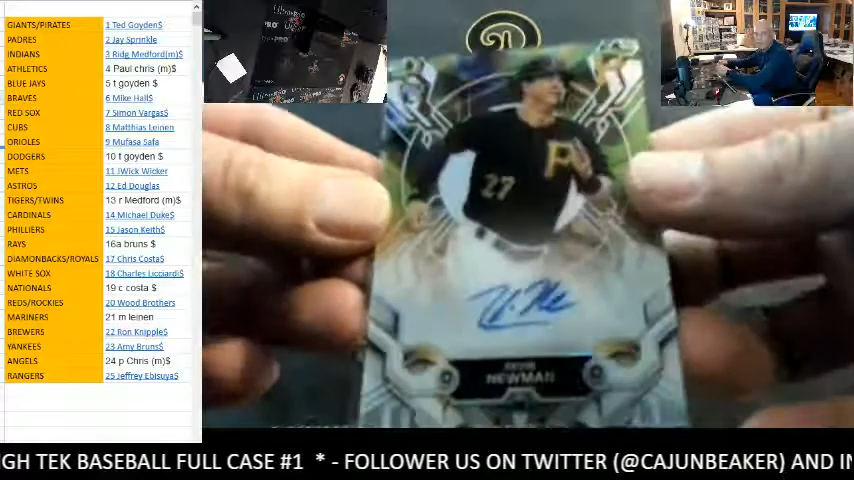 GIANTS/PIRATES 1 Ted Goyden$
PADRES 2 Jay Sprinkle
INDIANS 3 Ridg Medford(m)$
ATHLETICS 4 Paul chris (m)$
BLUE JAYS 5 t goyden $
BRAVES 6 Mike Hall$
RED SOX 7 Simon Vargas$
CUBS 8 Matthias Leinen
ORIOLES 9 Mufasa Safa
DODGERS 10 t goyden $
METS 11 JWick Wicker
ASTROS 12 Ed Douglas
TIGERS/TWINS 13 r Medford (m)$
CARDINALS 14 Michael Duke$
PHILLIERS 15 Jason Keith$
RAYS 16a bruns $
DIAMONBACKS/ROYALS 17 Chris Costa$
WHITE SOX 18 Charles Licciardi$
NATIONALS 19 c costa $
REDS/ROCKIES 20 Wood Brothers
MARINERS 21 m leinen
BREWERS 22 Ron Knipple$
YANKEES 23 Amy Bruns$
ANGELS 24 p Chris (m)$
RANGERS 25 Jeffrey Ebisuya$
P
27
KEVIN
NEWMAN
GH TEK BASEBALL FULL CASE #1 * - FOLLOWER US ON TWITTER (@CAJUNBEAKER) AND IN